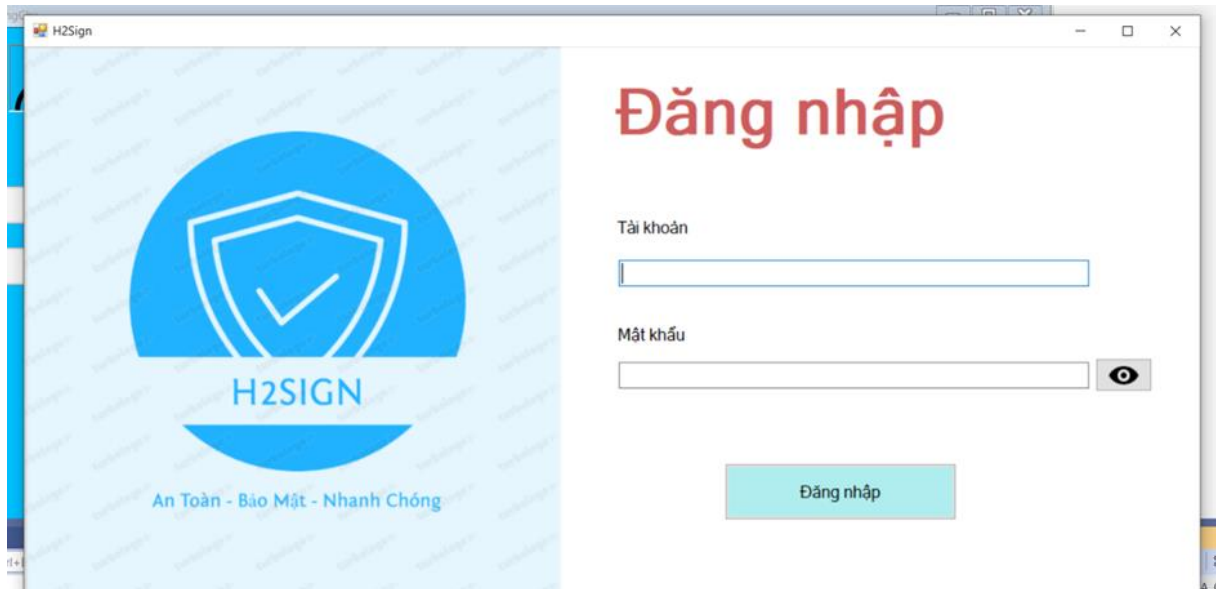 H2Sign
Đăng nhập
Tài khoản
Mật khẩu
H2SIGN
An Toàn - Bảo Mật - Nhanh Chóng
Đăng nhập